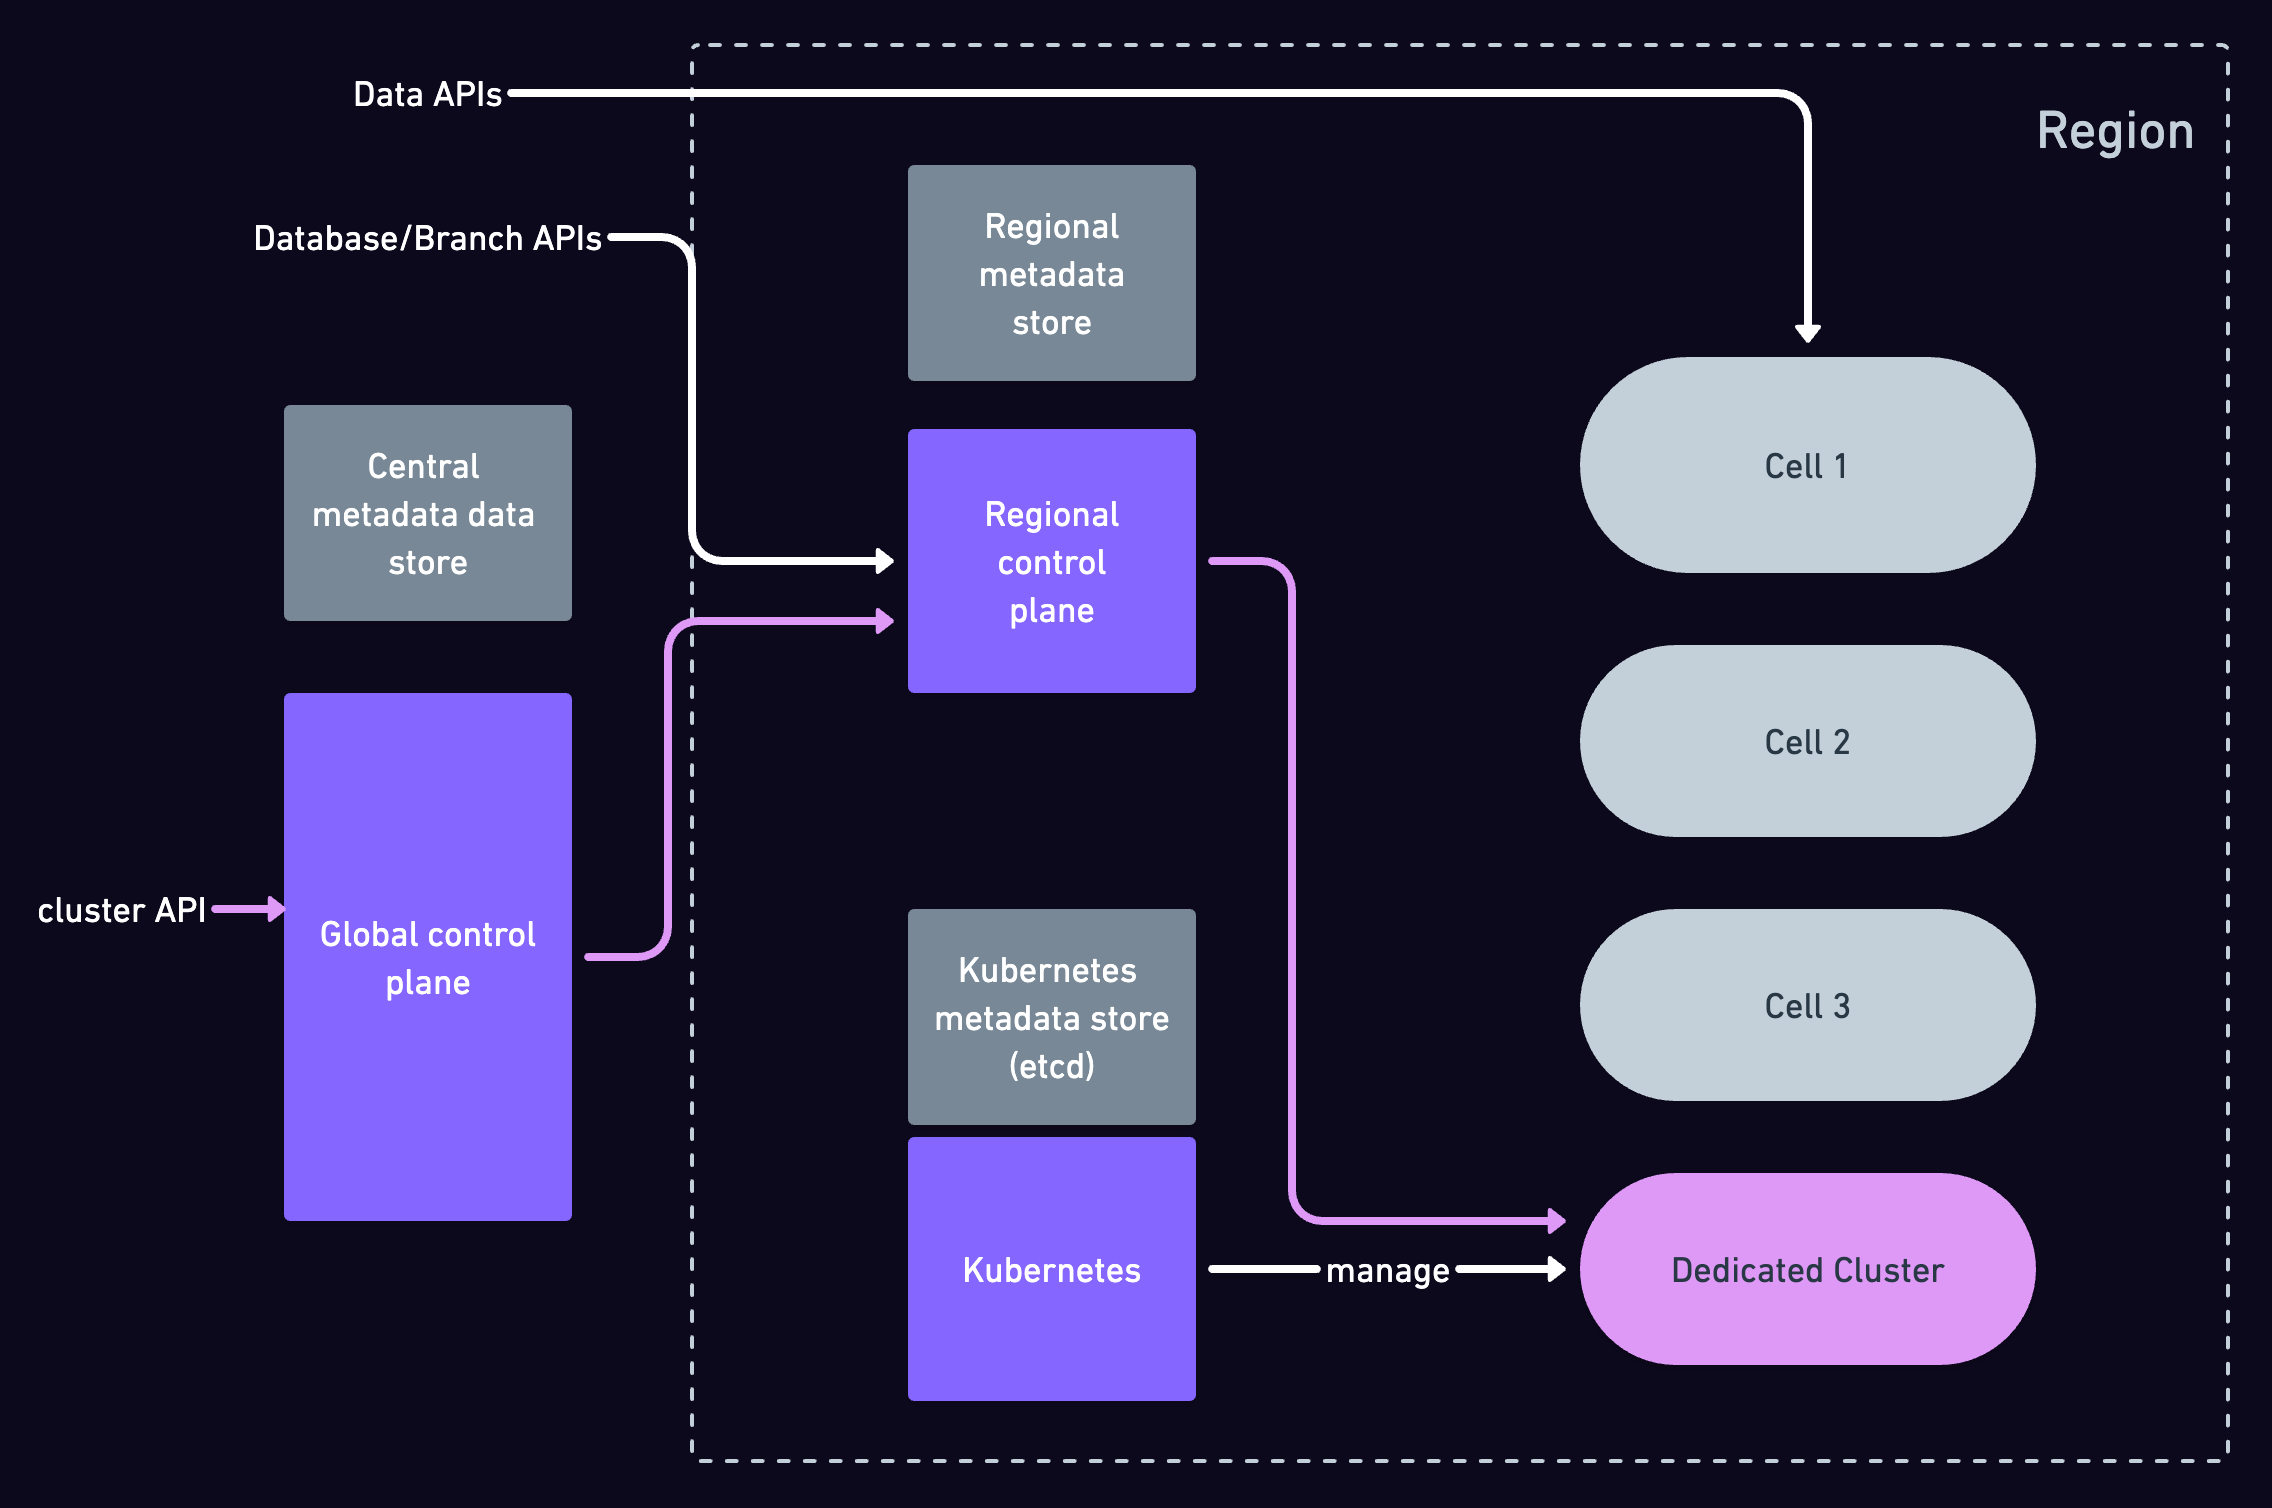 Data APIs
Region
Database/Branch APIs
Regional
metadata
store
Central
metadata data
store
Regional
control
plane
Cell 1
Cell 2
cluster API
Global control
plane
Kubernetes
metadata store
(etcd)
Cell 3
Kubernetes
manage
Dedicated Cluster